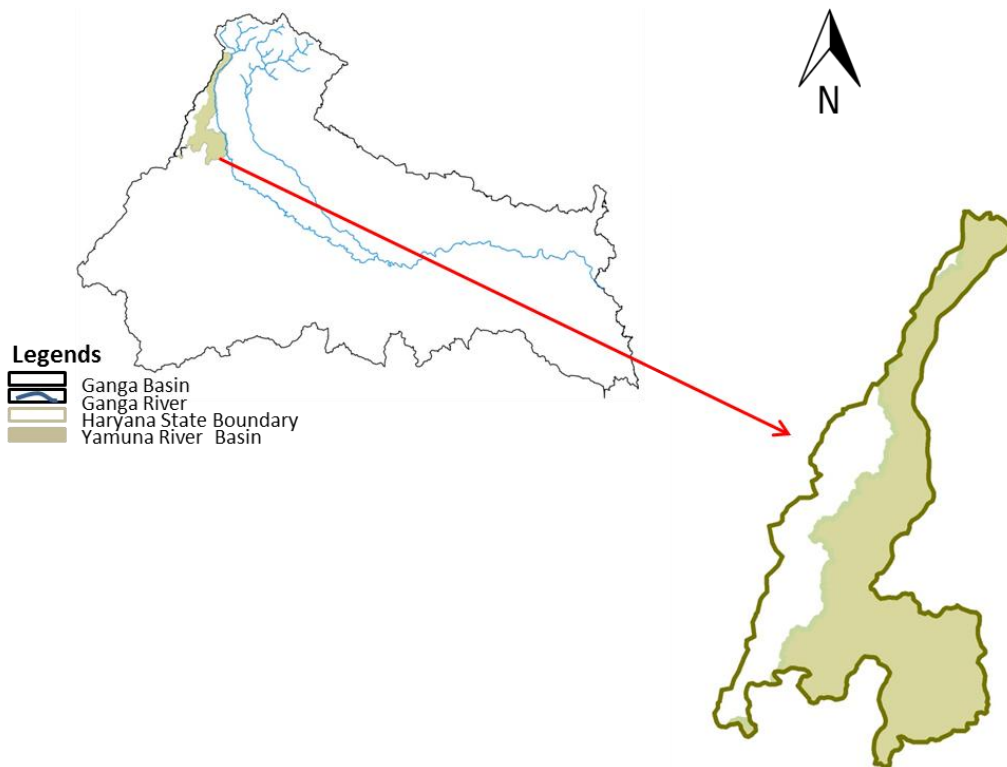 N
Legends
Ganga Basin
Ganga River
Haryana State Boundary
Yamuna River Basin